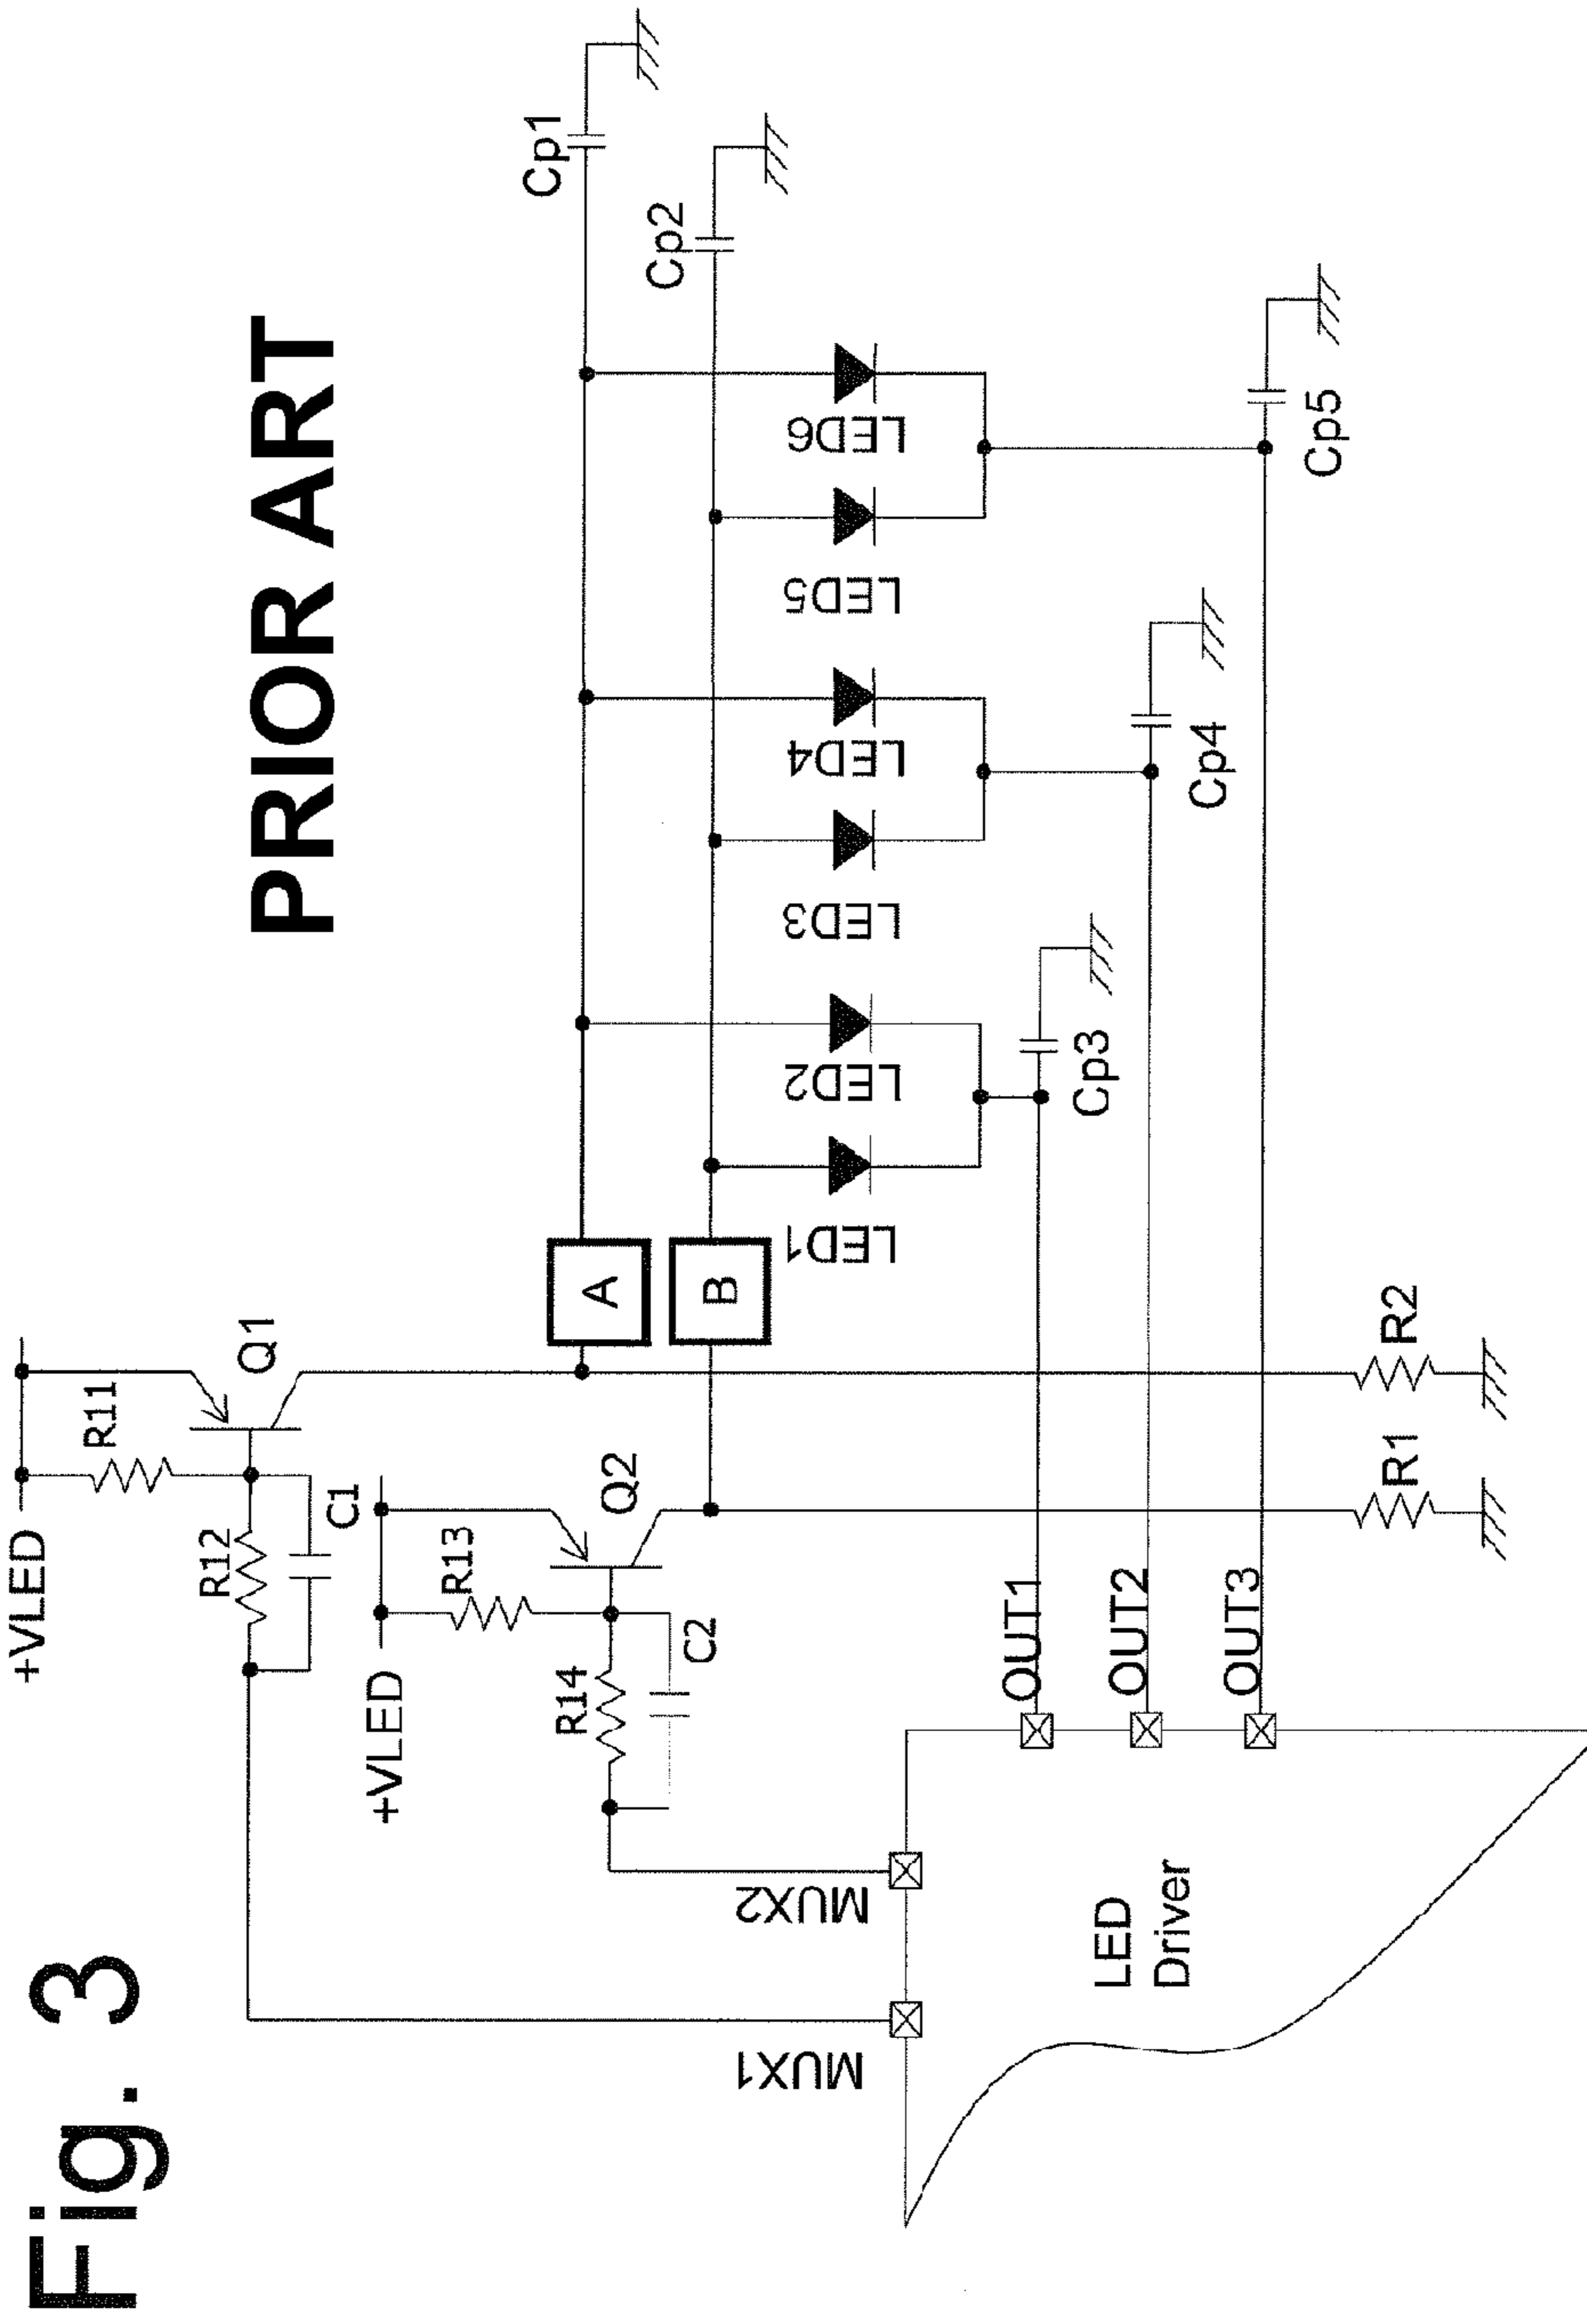 Fig. 3
PRIOR ART
+VLED
R11
Q1
R12
C1
+VLED
R13
Q2
R14
C2
MUX1
MUX2
A
B
Cp1
Cp2
LED1
LED2
LED3
LED4
LED5
LED6
Cp3
Cp4
Cp5
OUT1
OUT2
OUT3
R1
R2
LED
Driver